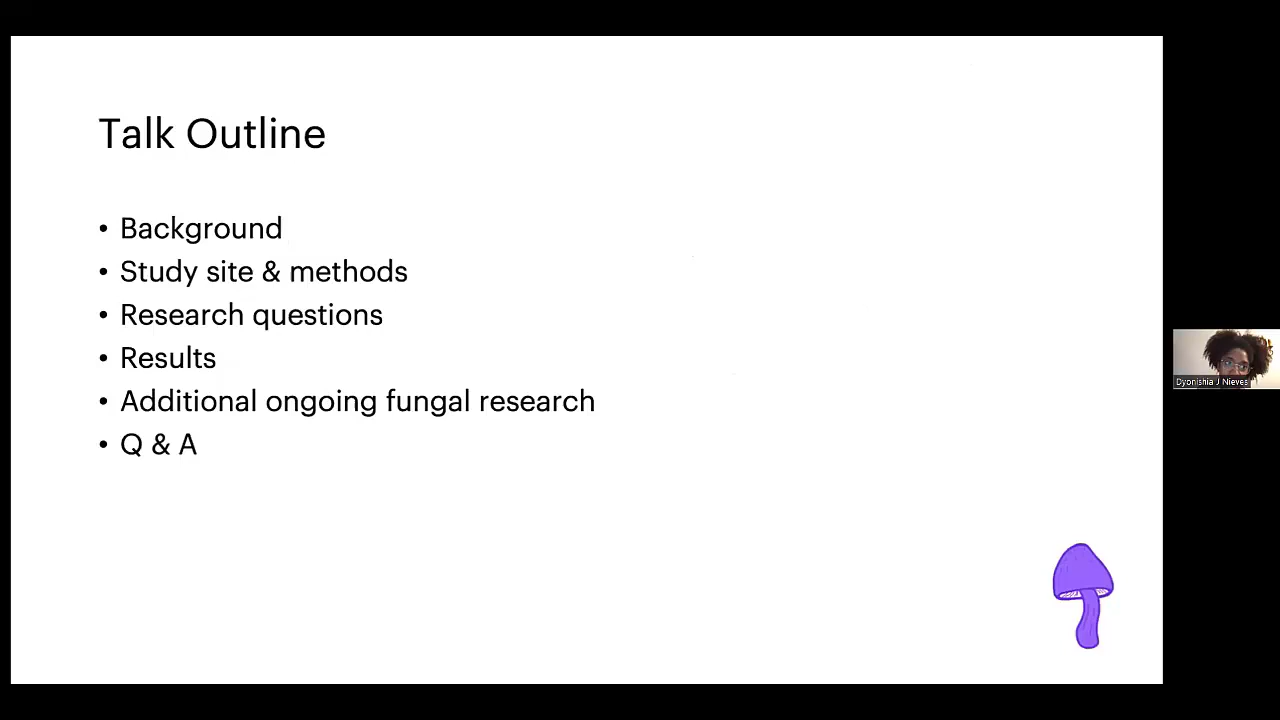 Talk Outline
• Background
• Study site & methods
• Research questions
• Results
• Additional ongoing fungal research
• Q & A
Dyonishia J Nieves